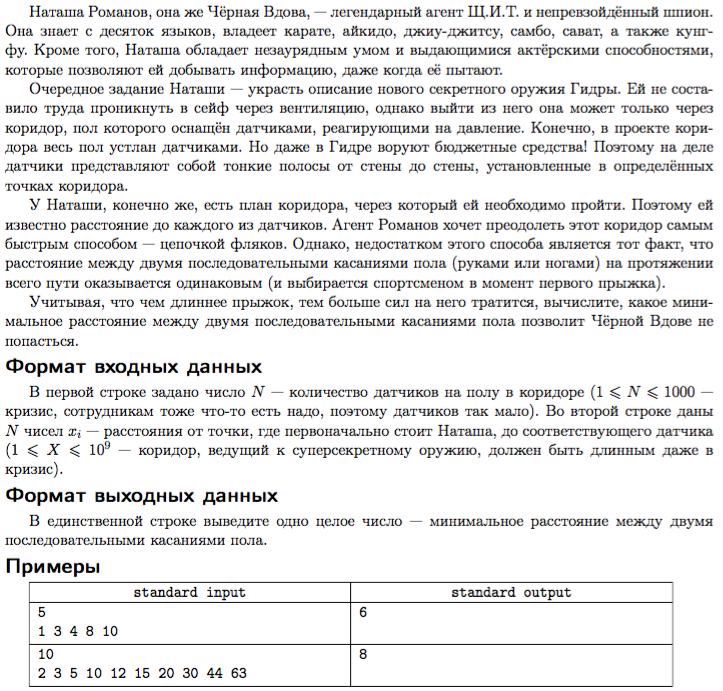 Наташа Романов, она же Чёрная Вдова, — легендарный агент Щ.И.Т. и непревзойдённый шпион.
Она знает с десяток языков, владеет карате, айкидо, джиу-джитсу, самбо, сават, а также кунг-
фу. Кроме того, Наташа обладает незаурядным умом и выдающимися актёрскими способностями,
которые позволяют ей добывать информацию, даже когда её пытают.
Очередное задание Наташи — украсть описание нового секретного оружия Гидры. Ей не соста-
вило труда проникнуть в сейф через вентиляцию, однако выйти из него она может только через
коридор, пол которого оснащён датчиками, реагирующими на давление. Конечно, в проекте кори-
дора весь пол устлан датчиками. Но даже в Гидре воруют бюджетные средства! Поэтому на деле
датчики представляют собой тонкие полосы от стены до стены, установленные в определённых
точках коридора.
У Наташи, конечно же, есть план коридора, через который ей необходимо пройти. Поэтому ей
известно расстояние до каждого из датчиков. Агент Романов хочет преодолеть этот коридор самым
быстрым способом — цепочкой фляков. Однако, недостатком этого способа является тот факт, что
расстояние между двумя последовательными касаниями пола (руками или ногами) на протяжении
всего пути оказывается одинаковым (и выбирается спортсменом в момент первого прыжка).
Учитывая, что чем длиннее прыжок, тем больше сил на него тратится, вычислите, какое мини-
мальное расстояние между двумя последовательными касаниями пола позволит Чёрной Вдове не
попасться.
Формат входных данных
В первой строке задано число N — количество датчиков на полу в коридоре (1 ⩽ N ⩽ 1000 —
кризис, сотрудникам тоже что-то есть надо, поэтому датчиков так мало). Во второй строке даны
N чисел xᵢ — расстояния от точки, где первоначально стоит Наташа, до соответствующего датчика
(1 ⩽ X ⩽ 10⁹ — коридор, ведущий к суперсекретному оружию, должен быть длинным даже в
кризис).
Формат выходных данных
В единственной строке выведите одно целое число — минимальное расстояние между двумя
последовательными касаниями пола.
Примеры
standard input standard output
5 6
1 3 4 8 10
10 8
2 3 5 10 12 15 20 30 44 63